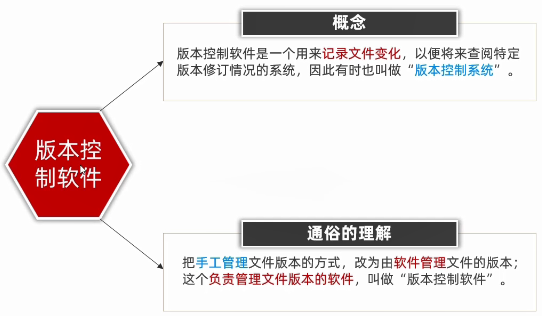 概念
版本控制软件是一个用来记录文件变化，以便将来查阅特定
版本修订情况的系统，因此有时也叫做“版本控制系统”。
版本控
制软件
通俗的理解
把手工管理文件版本的方式，改为由软件管理文件的版本；
这个负责管理文件版本的软件，叫做“版本控制软件”。